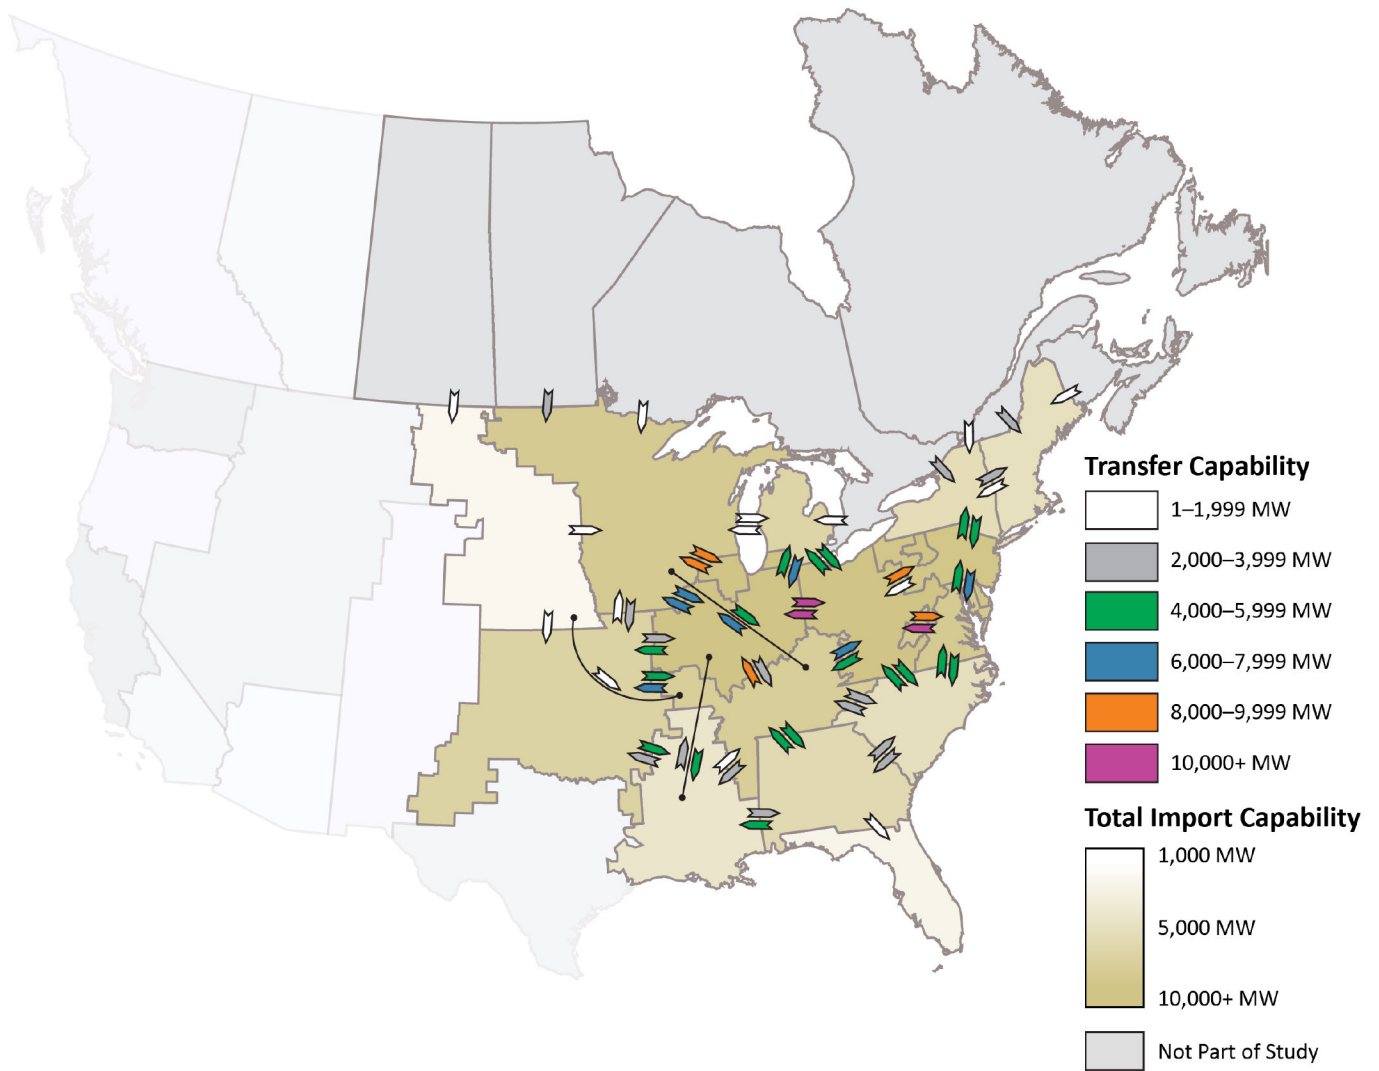 Transfer Capability
1–1,999 MW
2,000–3,999 MW
4,000–5,999 MW
6,000–7,999 MW
8,000–9,999 MW
10,000+ MW
Total Import Capability
1,000 MW
5,000 MW
10,000+ MW
Not Part of Study